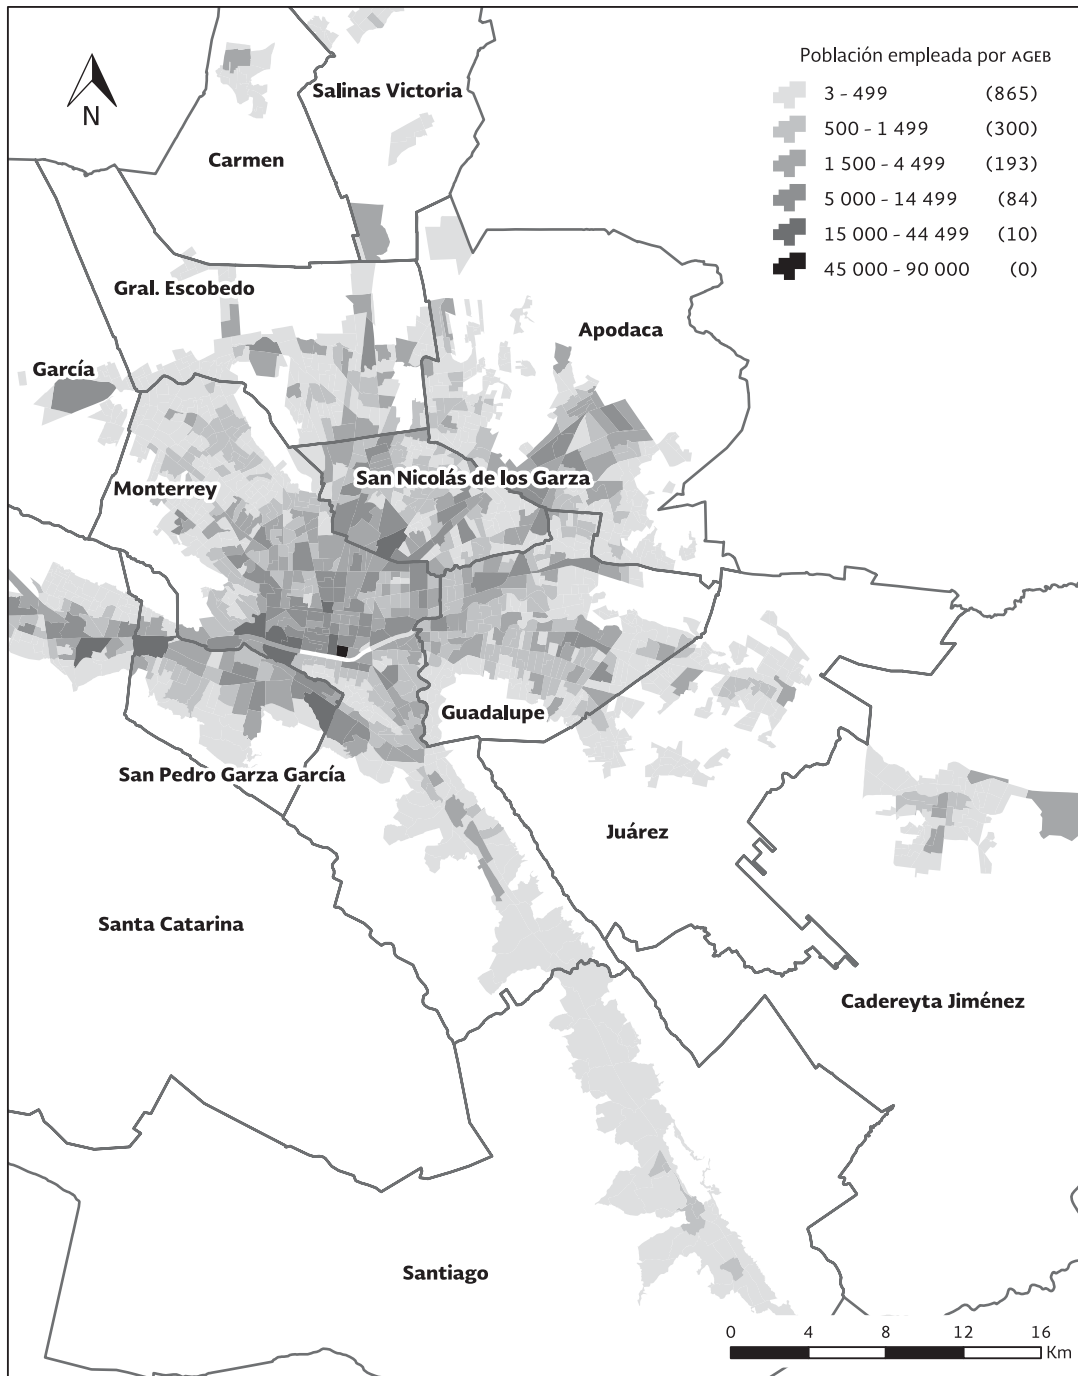 Población empleada por AGEB
3 - 499 (865)
500 - 1 499 (300)
1 500 - 4 499 (193)
5 000 - 14 499 (84)
15 000 - 44 499 (10)
45 000 - 90 000 (0)
N
Salinas Victoria
Carmen
Gral. Escobedo
Apodaca
García
San Nicolás de los Garza
Monterrey
Guadalupe
San Pedro Garza García
Juárez
Santa Catarina
Cadereyta Jiménez
Santiago
0 4 8 12 16
Km